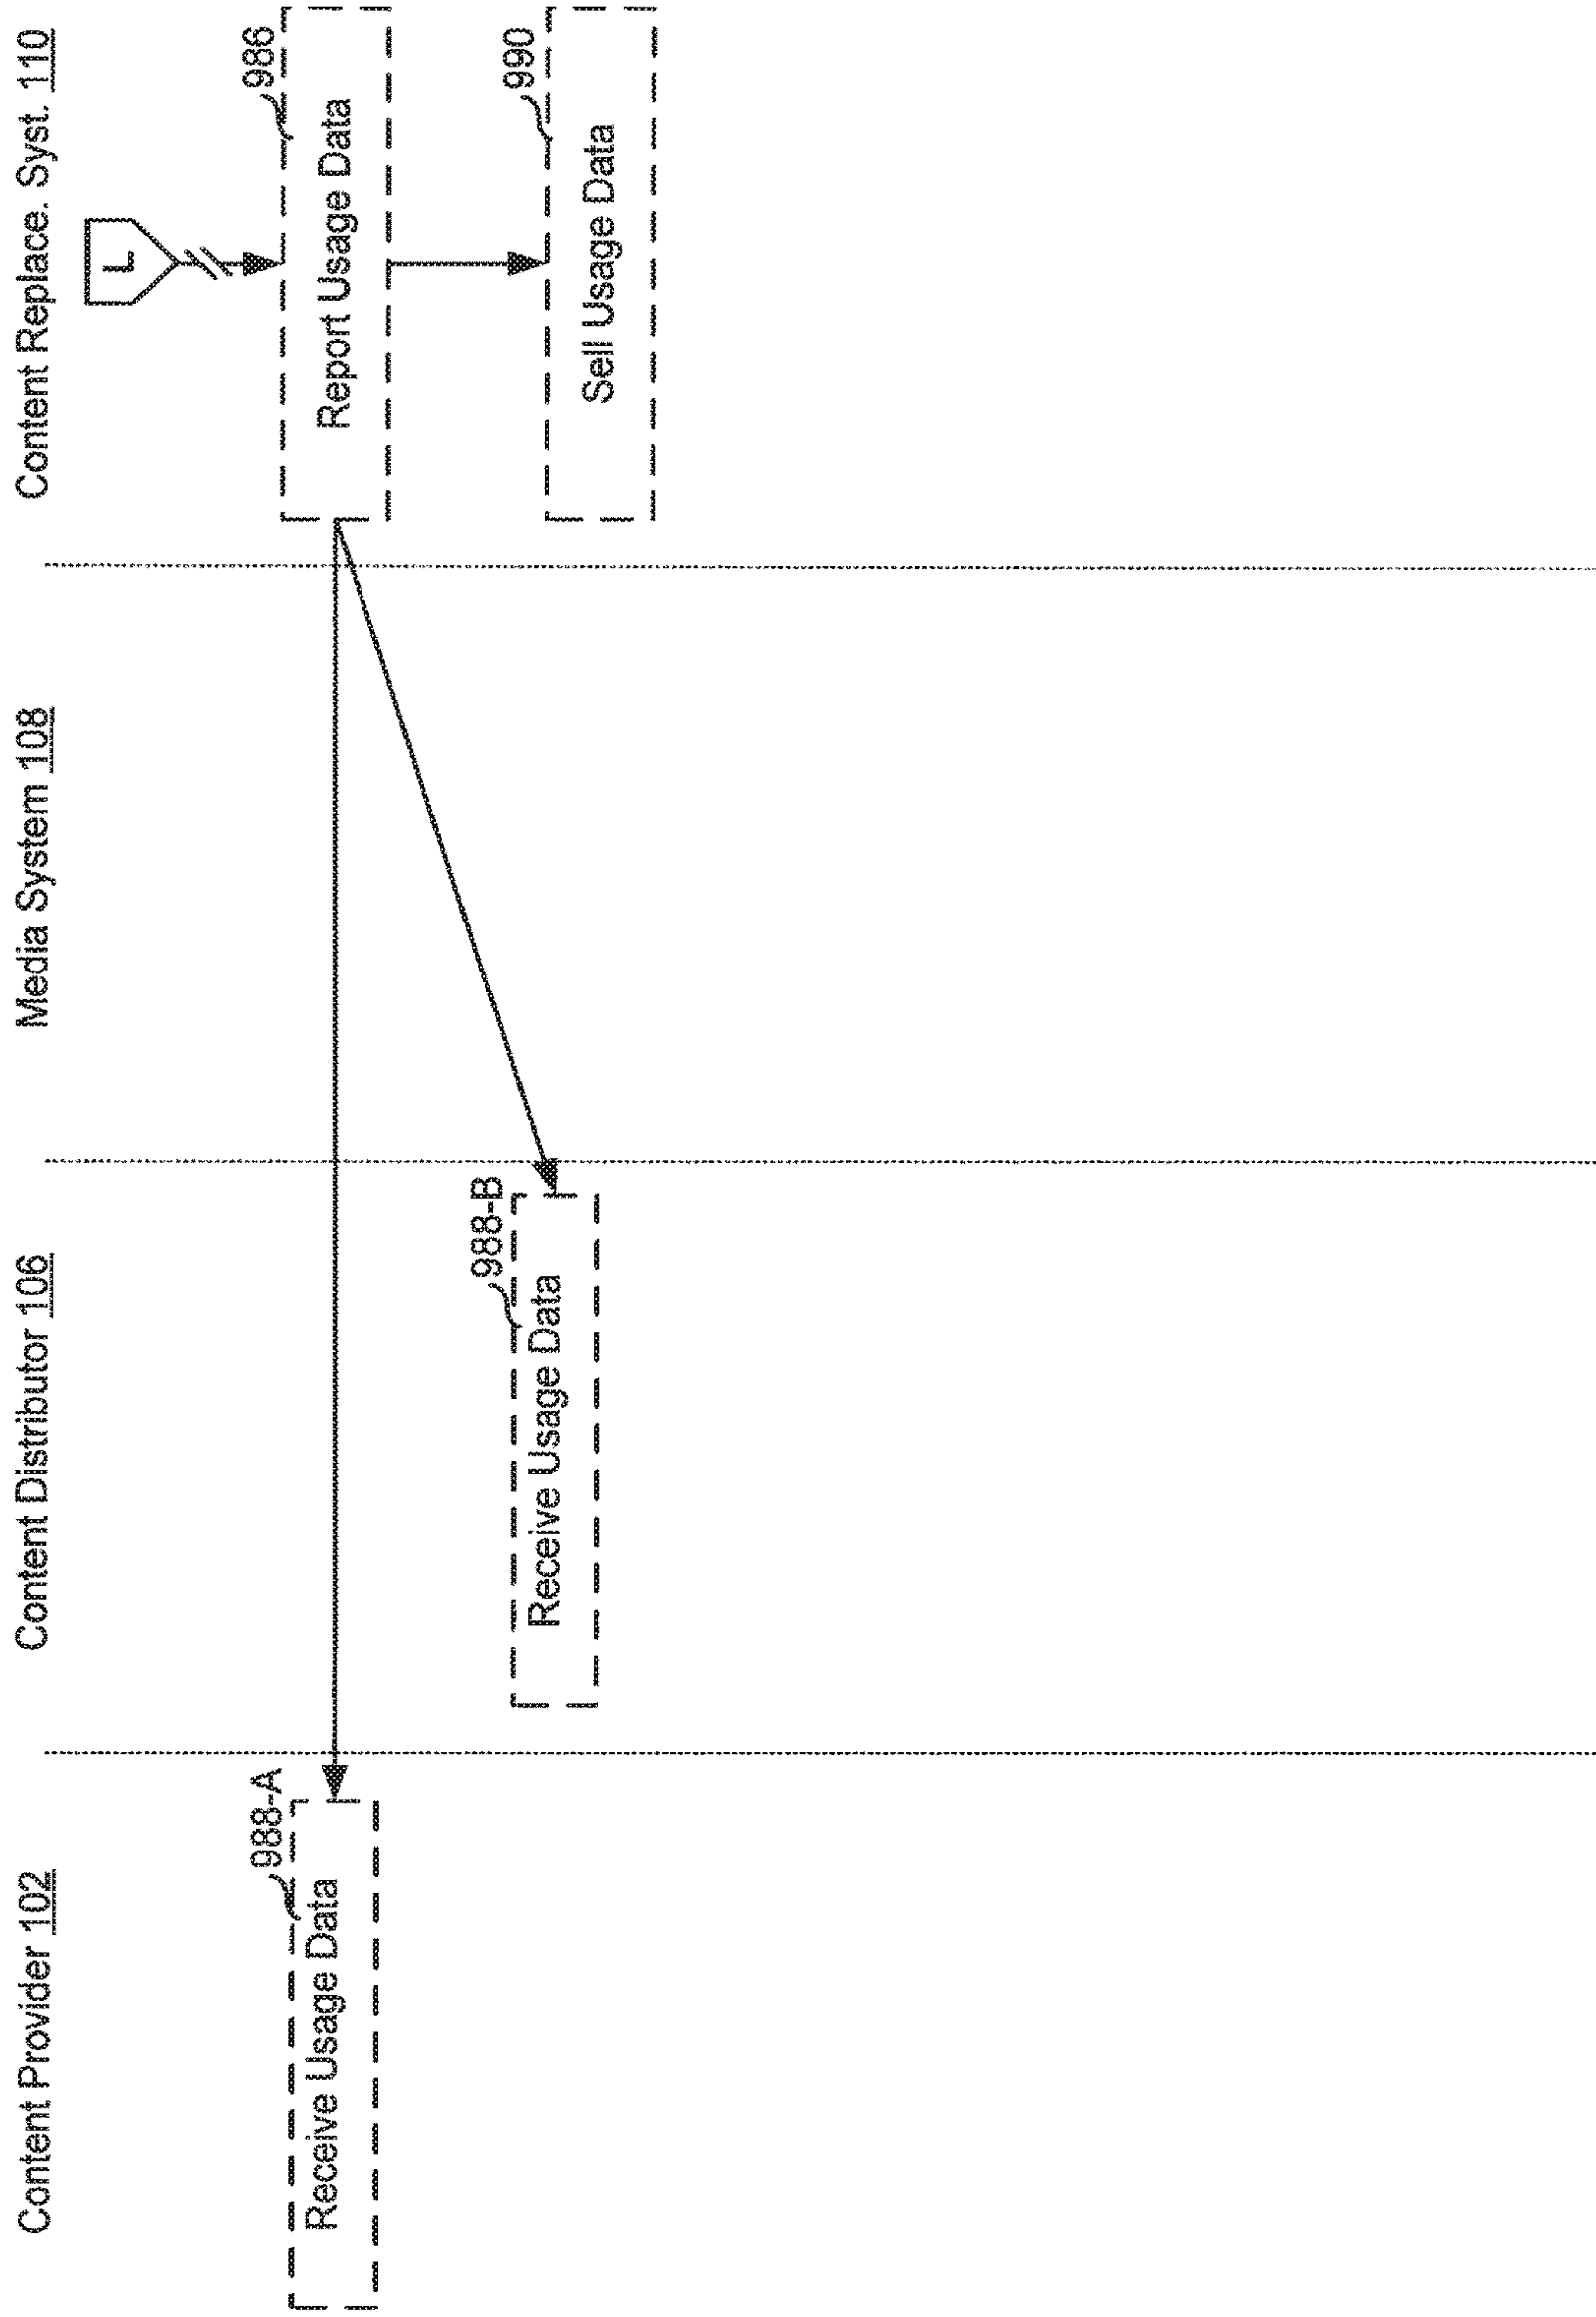 Content Provider 102
Content Distributor 106
Media System 108
Content Replace. Syst. 110
L
988-A
Receive Usage Data
986
Report Usage Data
988-B
Receive Usage Data
990
Sell Usage Data